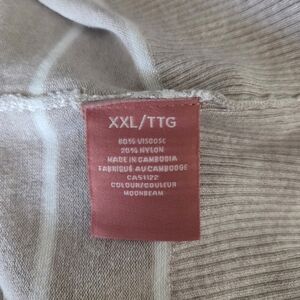 XXL/TTG
80% VISCOSE
20% NYLON
MADE IN CAMBODIA
FABRIQUÉ AU CAMBODGE
CA51122
COLOUR/COULEUR
MOONBEAM